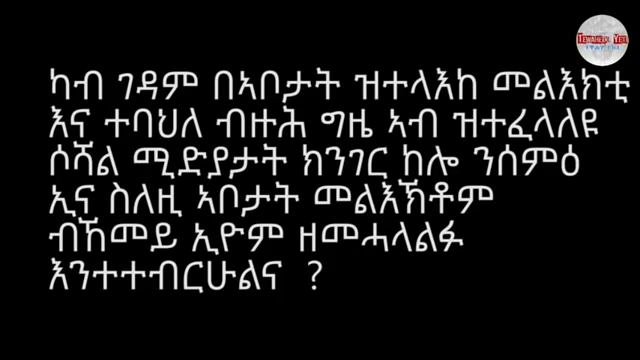 ካብ ገዳም በኣቦታት ዝተላእከ መልእክቲ
እና ተባህለ ብዙሕ ግዜ ኣብ ዝተፈላለዩ
ሶሻል ሚድያታት ክንገር ከሎ ንሰምዕ
ኢና ስለዚ ኣቦታት መልእኽቶም
ብኸመይ ኢዮም ዘመሓላልፉ
እንተተብርሁልና ?